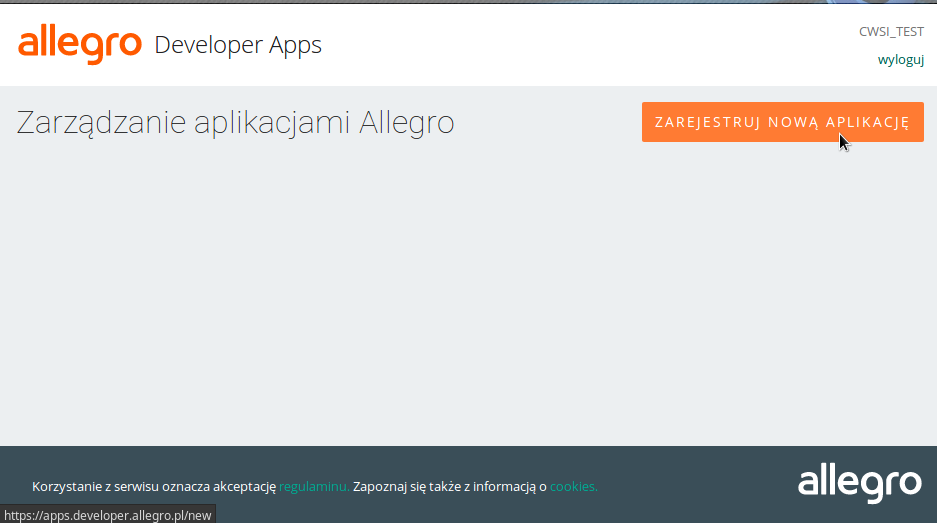 allegro Developer Apps
CWSI_TEST
wyloguj
Zarządzanie aplikacjami Allegro
ZAREJESTRUJ NOWĄ APLIKACJĘ
Korzystanie z serwisu oznacza akceptację regulaminu. Zapoznaj się także z informacją o cookies.
allegro
https://apps.developer.allegro.pl/new